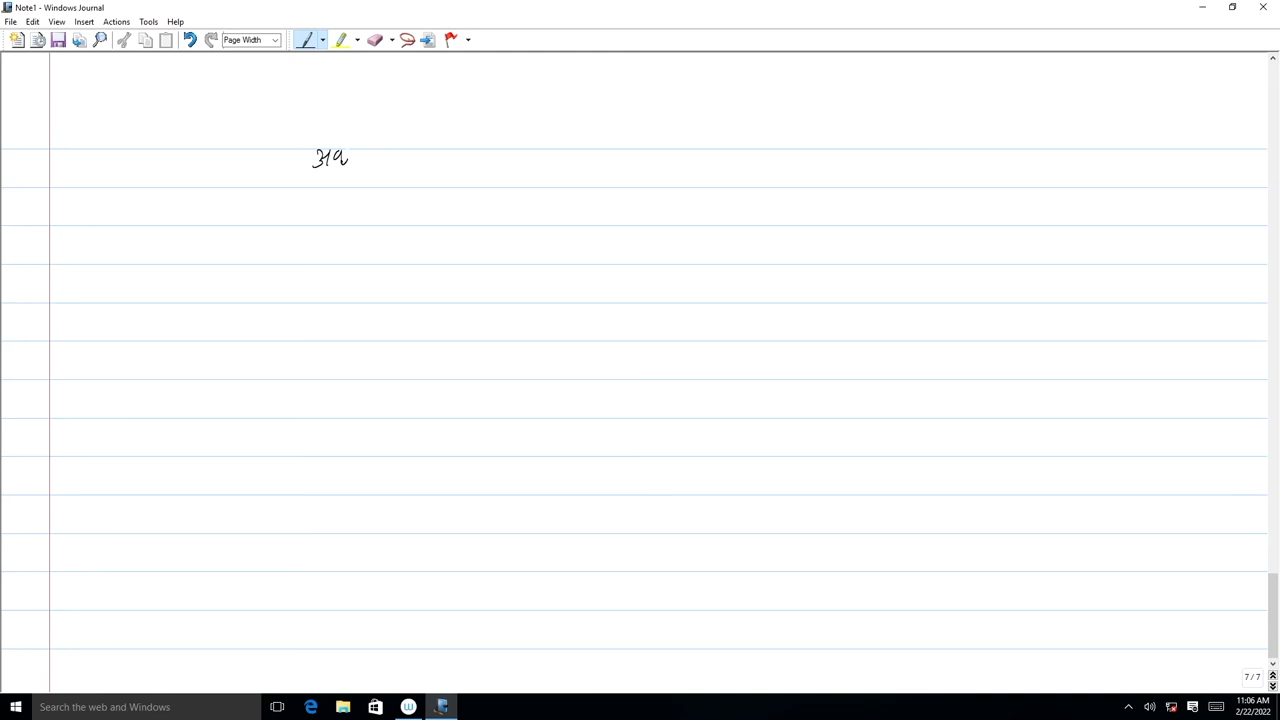 Note1 - Windows Journal
File Edit View Insert Actions Tools Help
Page Width
7 / 7
Search the web and Windows
11:06 AM
2/22/2022